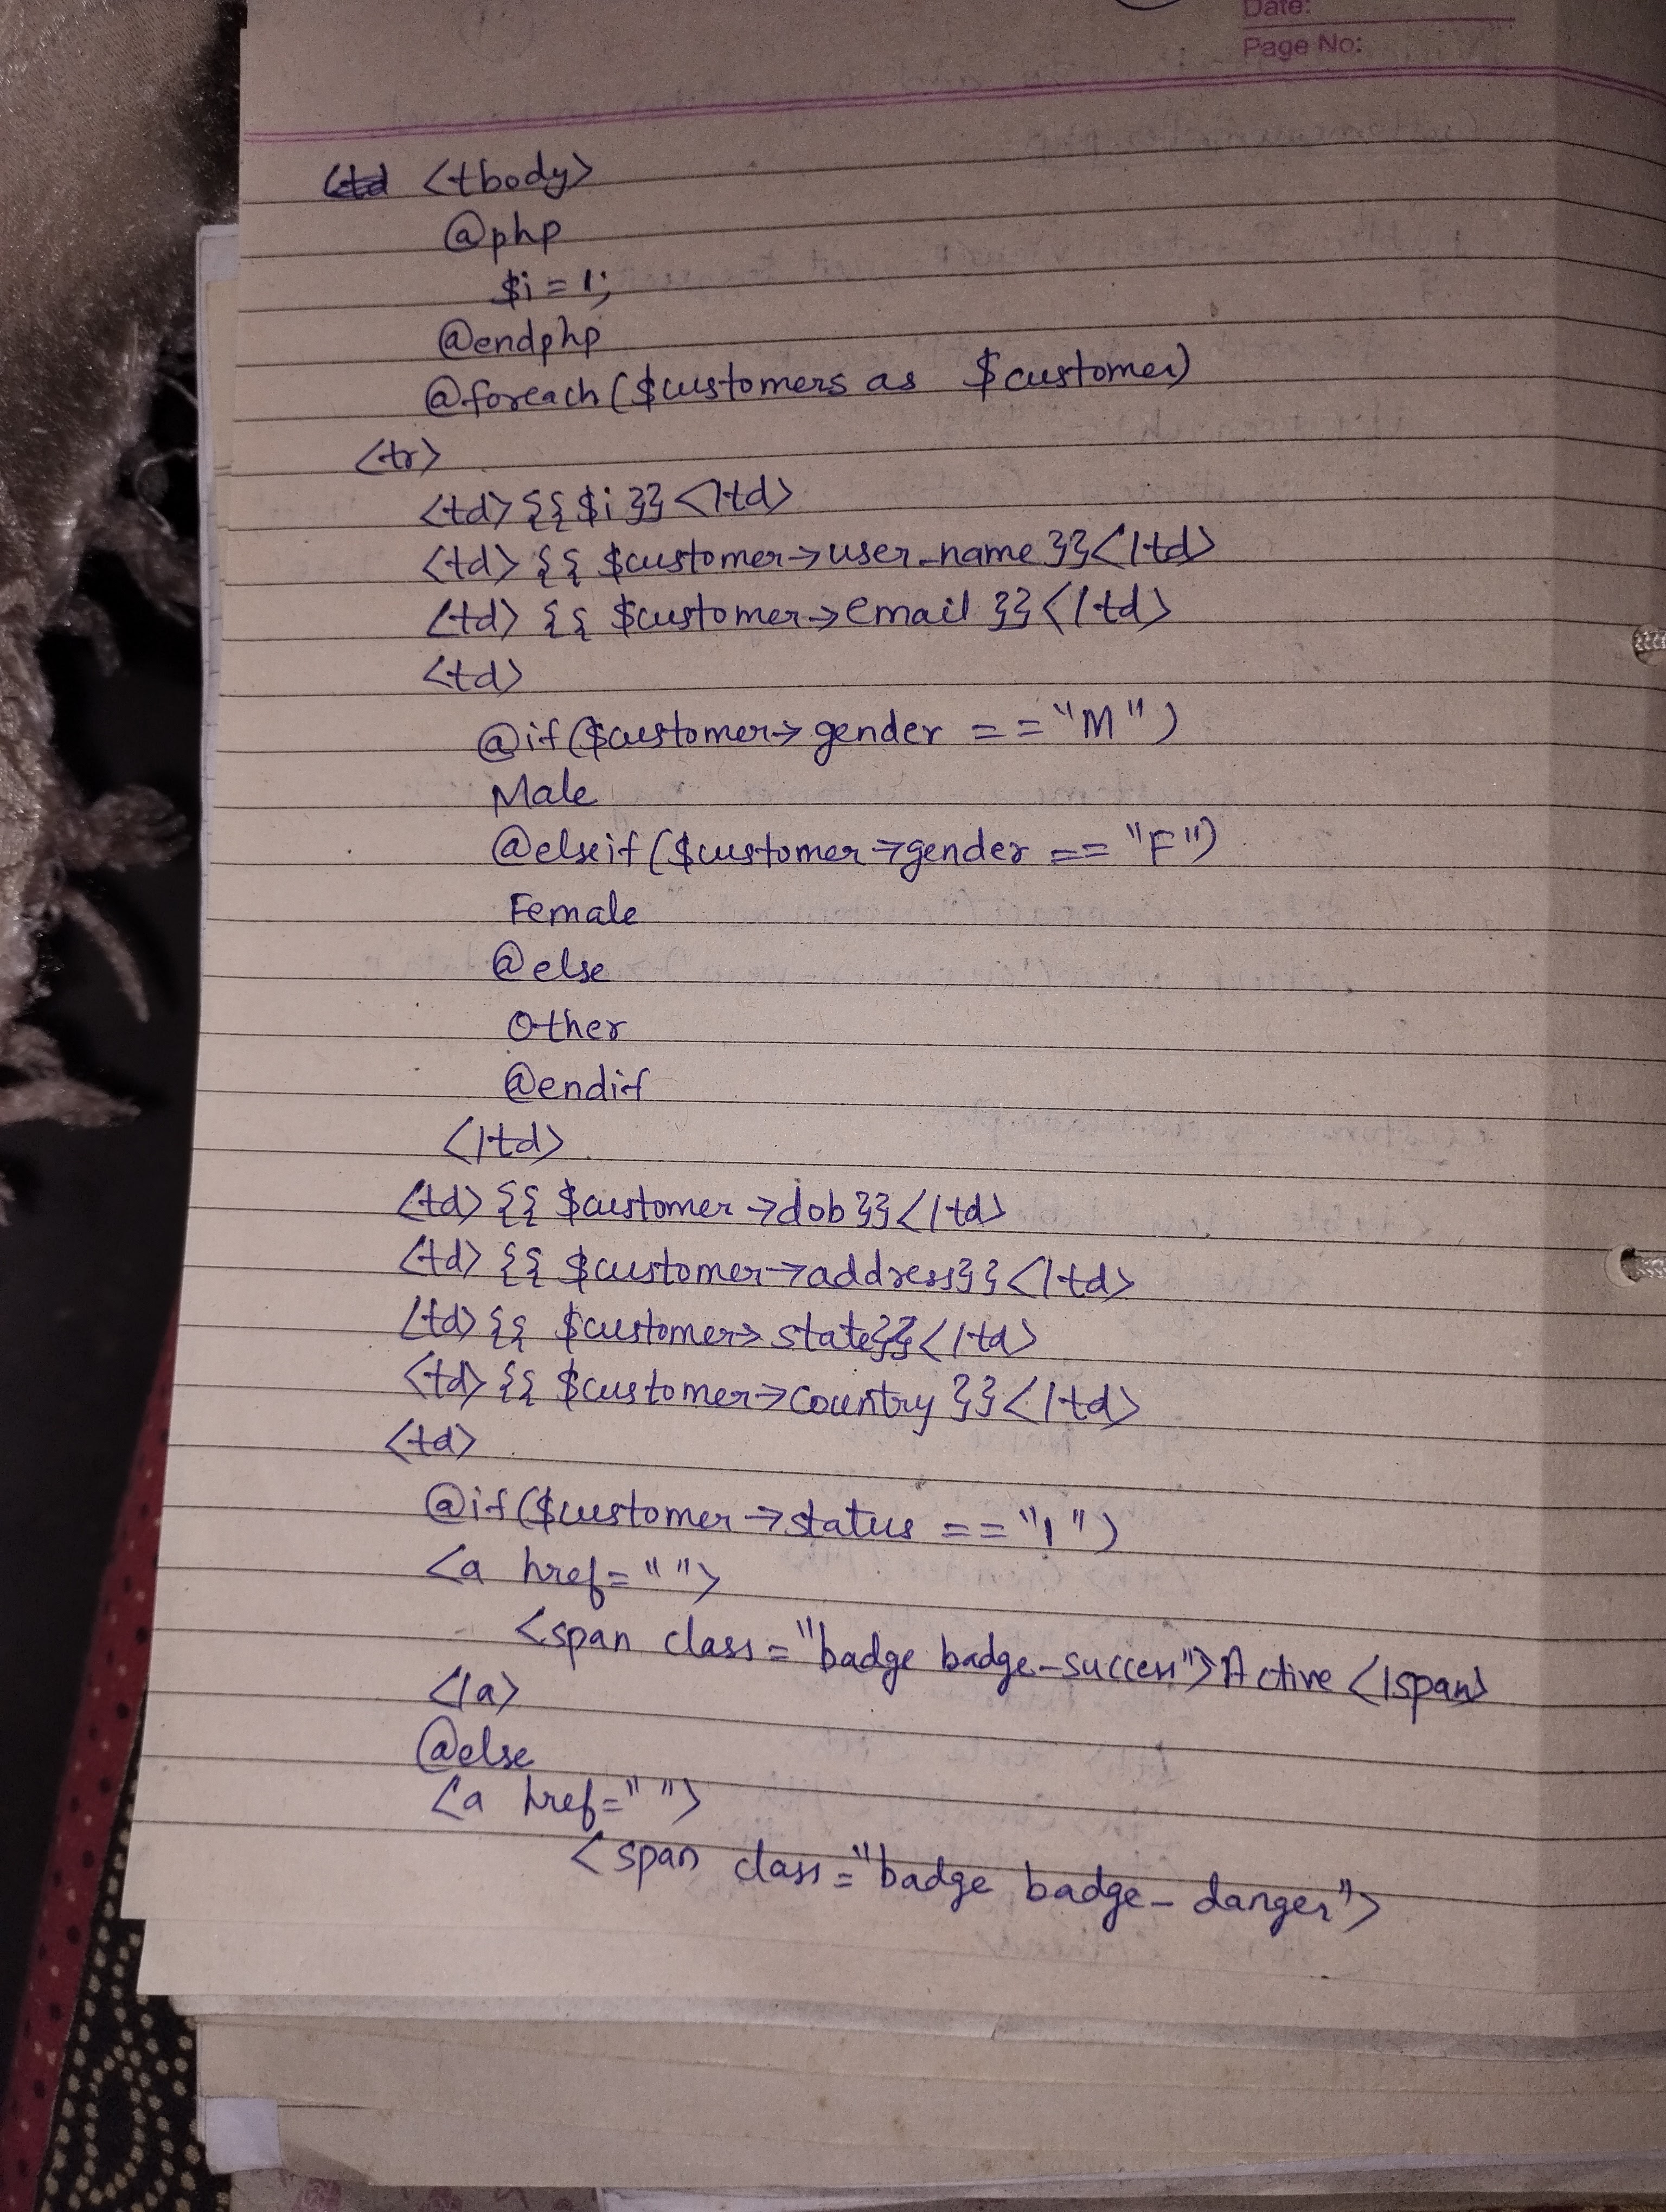 Date:
Page No:
<tbody>
@php
$i = 1;
@endphp
@foreach ($customers as $customer)
<tr>
<td>{{$i}}</td>
<td>{{ $customer->user_name }}</td>
<td>{{ $customer->email }}</td>
<td>
@if($customer->gender == "M")
Male
@elseif($customer->gender == "F")
Female
@else
Other
@endif
</td>
<td>{{ $customer->dob}}</td>
<td>{{ $customer->address}}</td>
<td>{{ $customer->state}}</td>
<td>{{ $customer->country }}</td>
<td>
@if($customer->status == "1")
<a href="">
<span class="badge badge-success">Active</span>
</a>
@else
<a href="">
<span class="badge badge-danger">